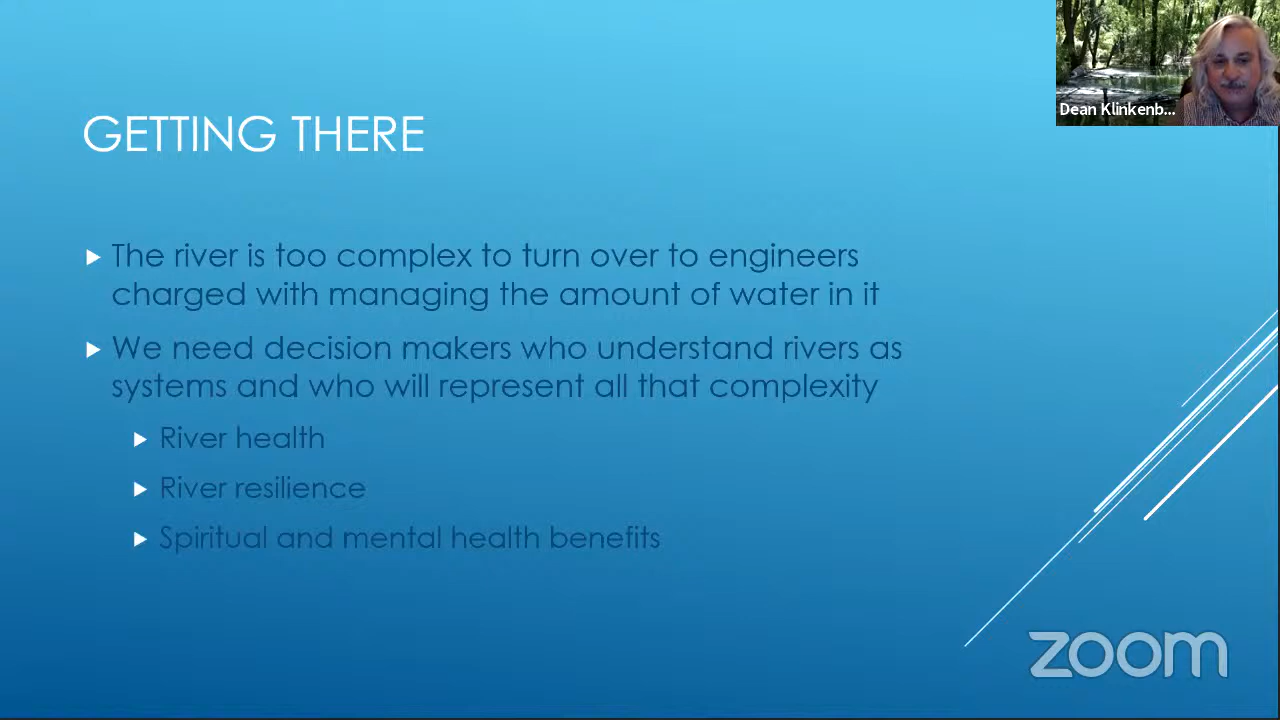 Dean Klinkenb...
GETTING THERE
The river is too complex to turn over to engineers
charged with managing the amount of water in it
We need decision makers who understand rivers as
systems and who will represent all that complexity
River health
River resilience
Spiritual and mental health benefits
zoom